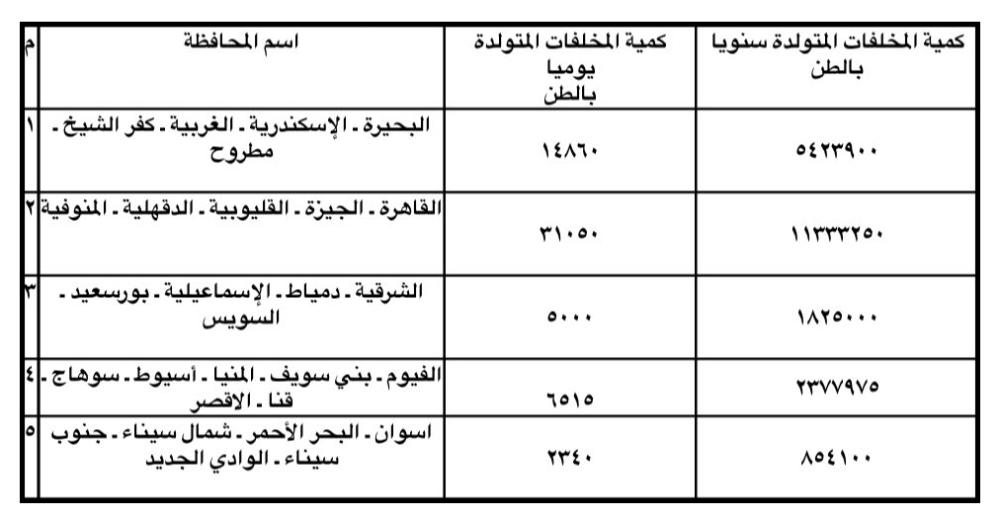 م
اسم المحافظة
كمية المخلفات المتولدة
يوميا
بالطن
كمية المخلفات المتولدة سنويا
بالطن
١
البحيرة ـ الإسكندرية ـ الغربية ـ كفر الشيخ ـ
مطروح
١٤٨٦٠
٥٤٢٣٩٠٠
٢
القاهرة ـ الجيزة ـ القليوبية ـ الدقهلية ـ المنوفية
٣١٠٥٠
١١٣٣٣٢٥٠
٣
الشرقية ـ دمياط ـ الإسماعيلية ـ بورسعيد ـ
السويس
٥٠٠٠
١٨٢٥٠٠٠
٤
الفيوم ـ بني سويف ـ المنيا ـ أسيوط ـ سوهاج ـ
قنا ـ الاقصر
٦٥١٥
٢٣٧٧٩٧٥
٥
اسوان ـ البحر الأحمر ـ شمال سيناء ـ جنوب
سيناء ـ الوادي الجديد
٢٣٤٠
٨٥٤١٠٠